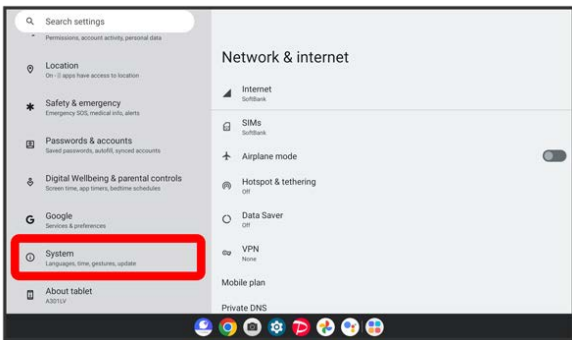 Search settings
Permissions, account activity, personal data
Location
On - 0 apps have access to location
Safety & emergency
Emergency SOS, medical info, alerts
Passwords & accounts
Saved passwords, autofill, synced accounts
Digital Wellbeing & parental controls
Screen time, app timers, bedtime schedules
Google
Services & preferences
System
Languages, time, gestures, update
About tablet
A301LV
Network & internet
Internet
SoftBank
SIMs
SoftBank
Airplane mode
Hotspot & tethering
Off
Data Saver
Off
VPN
None
Mobile plan
Private DNS